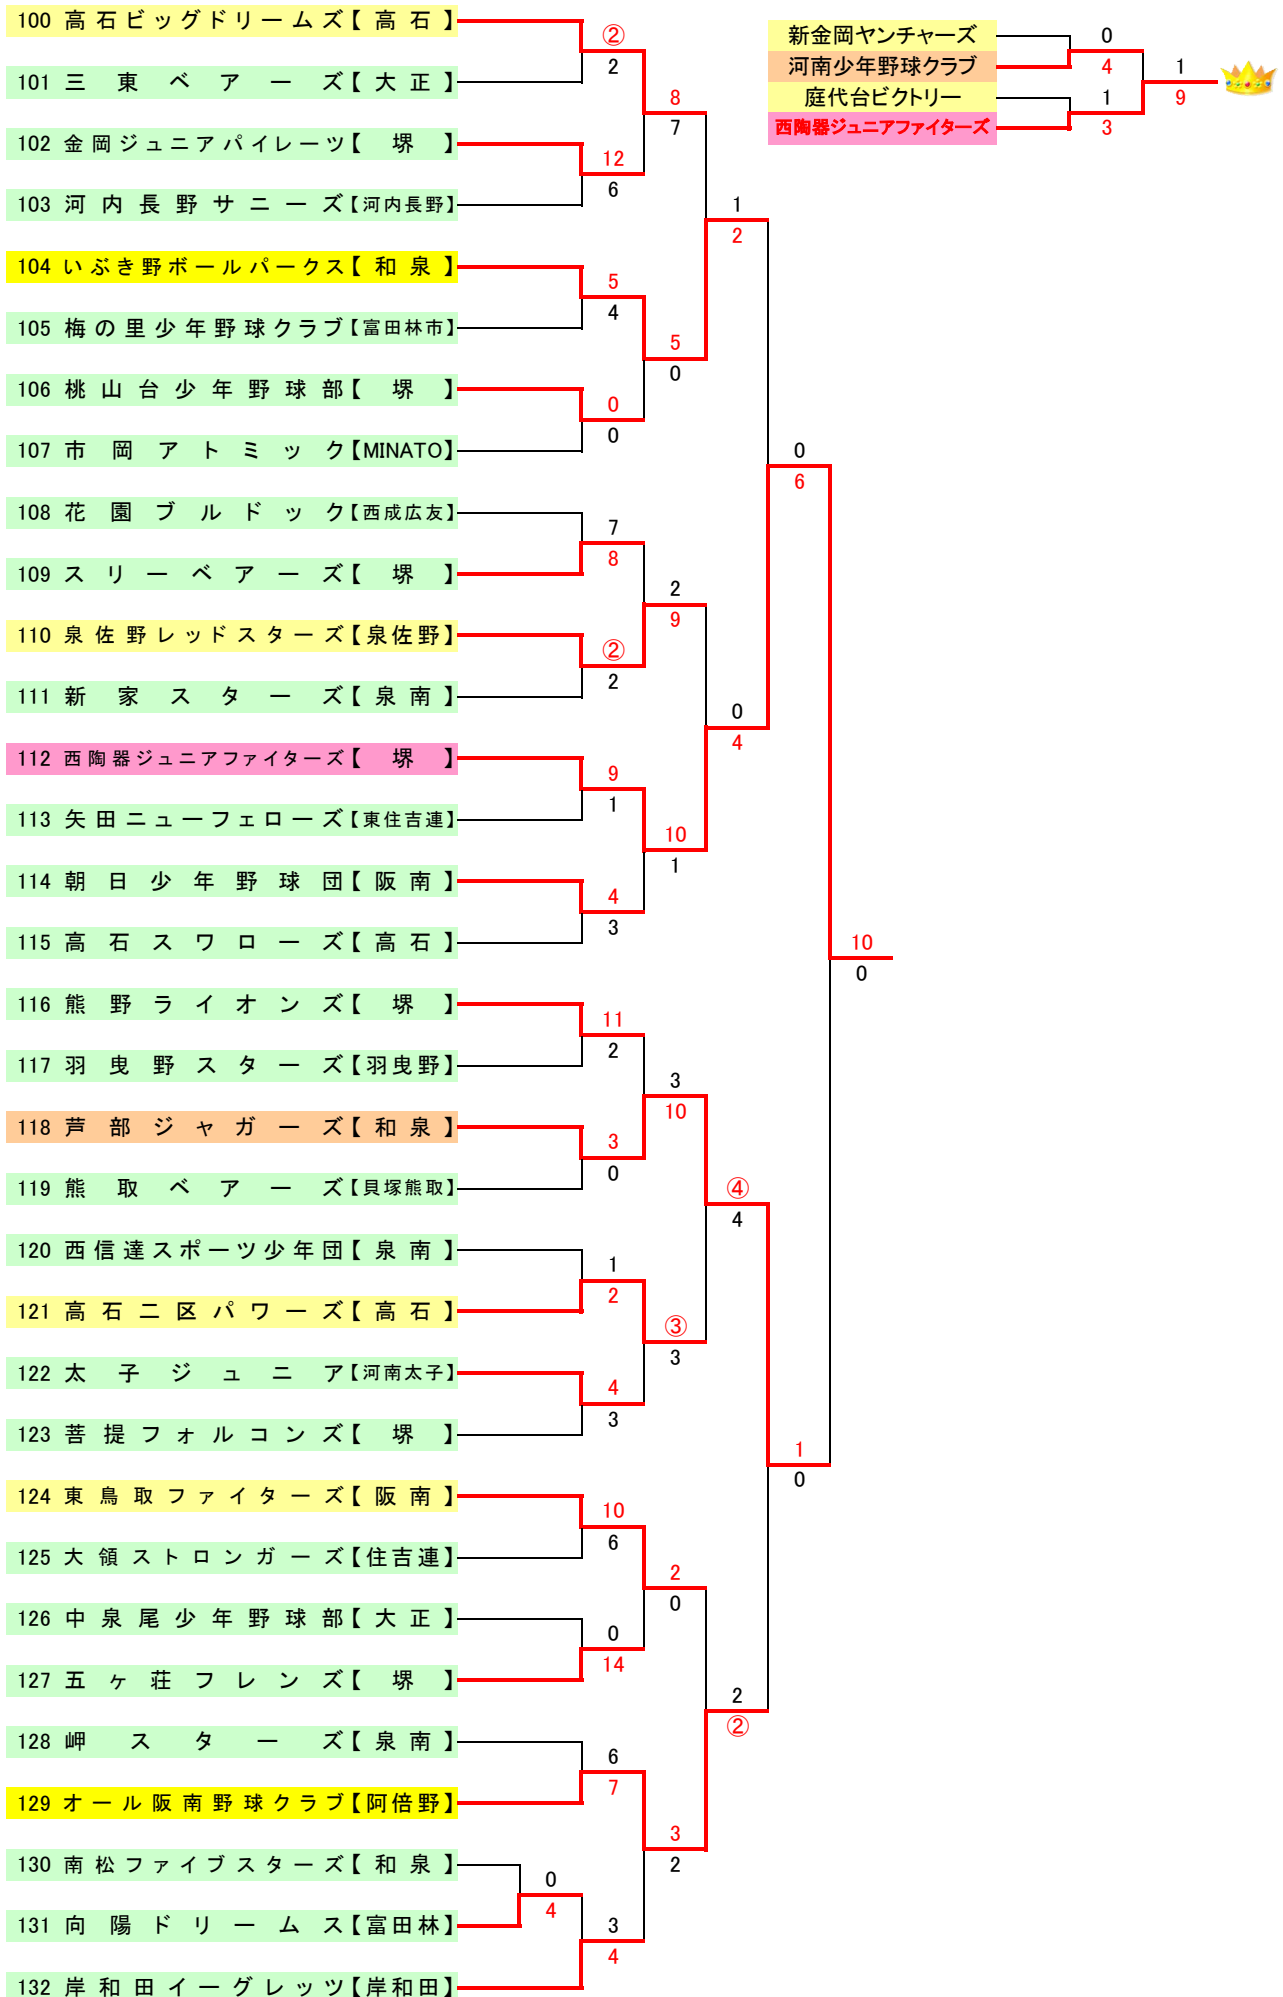 100 高石ビッグドリームズ【高石】
②
2
101 三東ベアーズ【大正】
8
7
102 金岡ジュニアパイレーツ【堺】
12
6
103 河内長野サニーズ【河内長野】
1
2
104 いぶき野ボールパークス【和泉】
5
4
105 梅の里少年野球クラブ【富田林市】
5
0
106 桃山台少年野球部【堺】
0
0
107 市岡アトミック【MINATO】
0
6
108 花園ブルドック【西成広友】
7
8
109 スリーベアーズ【堺】
2
9
110 泉佐野レッドスターズ【泉佐野】
②
2
111 新家スターズ【泉南】
0
4
112 西陶器ジュニアファイターズ【堺】
9
1
113 矢田ニューフェローズ【東住吉連】
10
1
114 朝日少年野球団【阪南】
4
3
115 高石スワローズ【高石】
10
0
116 熊野ライオンズ【堺】
11
2
117 羽曳野スターズ【羽曳野】
3
10
118 芦部ジャガーズ【和泉】
3
0
119 熊取ベアーズ【貝塚熊取】
④
4
120 西信達スポーツ少年団【泉南】
1
2
121 高石二区パワーズ【高石】
③
3
122 太子ジュニア【河南太子】
4
3
123 菩提フォルコンズ【堺】
1
0
124 東鳥取ファイターズ【阪南】
10
6
125 大領ストロンガーズ【住吉連】
2
0
126 中泉尾少年野球部【大正】
0
14
127 五ヶ荘フレンズ【堺】
2
②
128 岬スターズ【泉南】
6
7
129 オール阪南野球クラブ【阿倍野】
3
2
130 南松ファイブスターズ【和泉】
0
4
131 向陽ドリームス【富田林】
3
4
132 岸和田イーグレッツ【岸和田】
新金岡ヤンチャーズ
0
4
河南少年野球クラブ
1
9
庭代台ビクトリー
1
3
西陶器ジュニアファイターズ